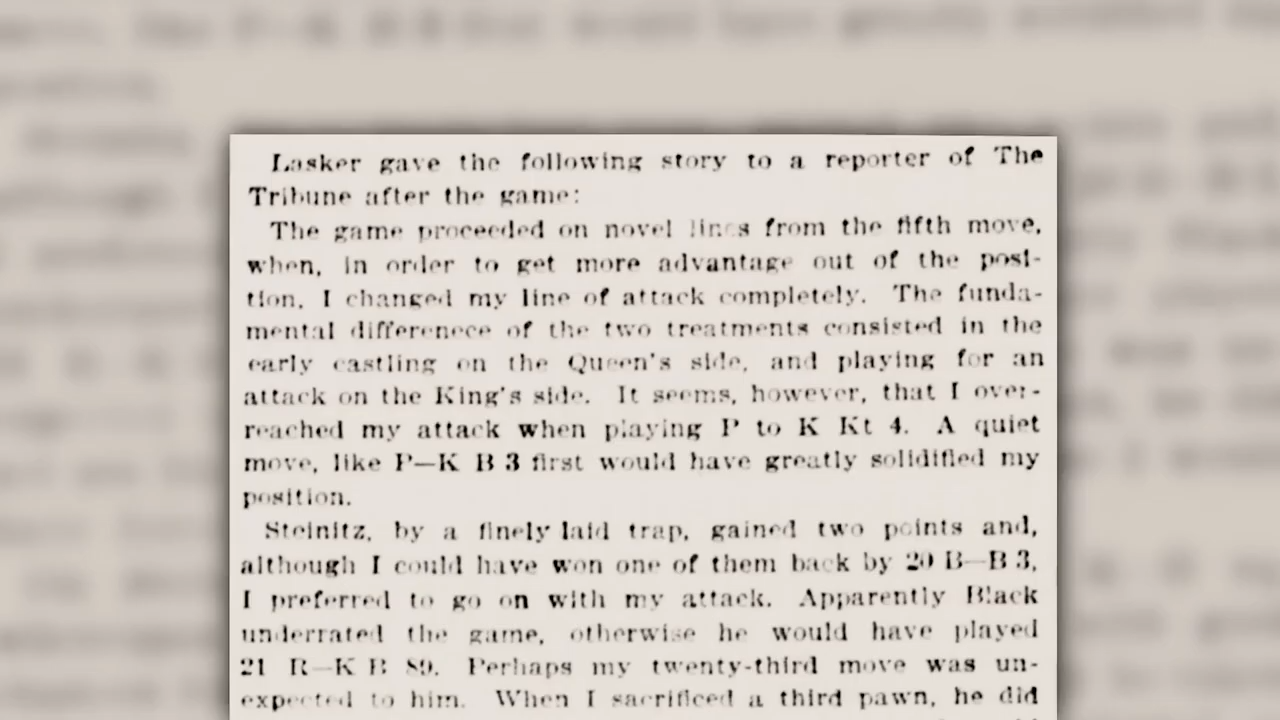 Lasker gave the following story to a reporter of The
Tribune after the game:
The game proceeded on novel lines from the fifth move,
when, in order to get more advantage out of the posi-
tion, I changed my line of attack completely. The funda-
mental differenece of the two treatments consisted in the
early castling on the Queen's side, and playing for an
attack on the King's side. It seems, however, that I over-
reached my attack when playing P to K Kt 4. A quiet
move, like P—K B 3 first would have greatly solidified my
position.
Steinitz, by a finely laid trap, gained two points and,
although I could have won one of them back by 20 B—B 3,
I preferred to go on with my attack. Apparently Black
underrated the game, otherwise he would have played
21 R—K B S9. Perhaps my twenty-third move was un-
expected to him. When I sacrificed a third pawn, he did